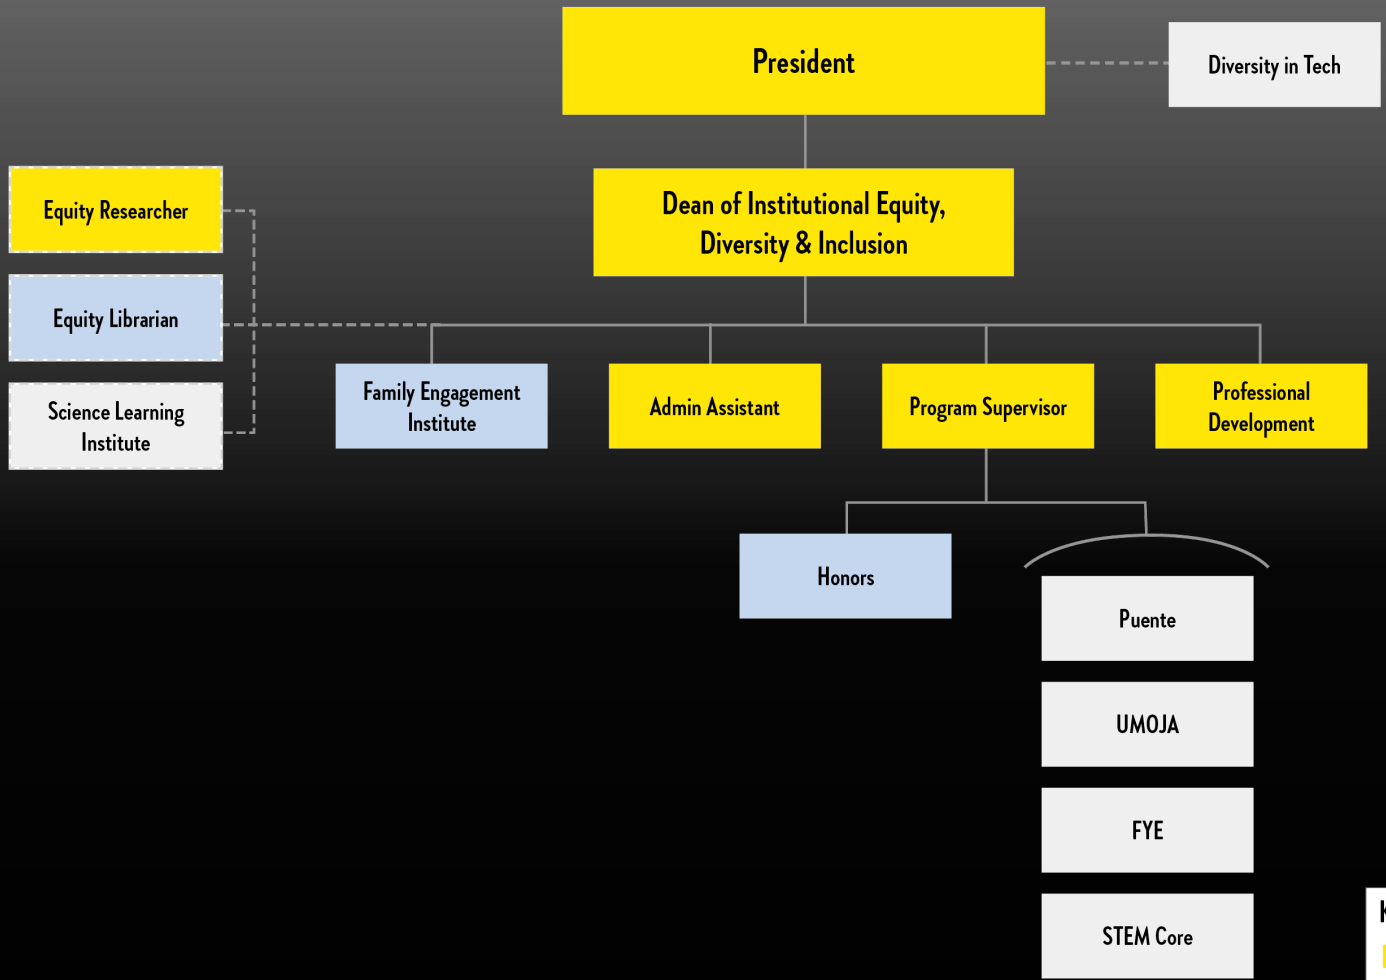 President
Diversity in Tech
Dean of Institutional Equity,
Diversity & Inclusion
Equity Researcher
Equity Librarian
Science Learning
Institute
Family Engagement
Institute
Admin Assistant
Program Supervisor
Professional
Development
Honors
Puente
UMOJA
FYE
STEM Core